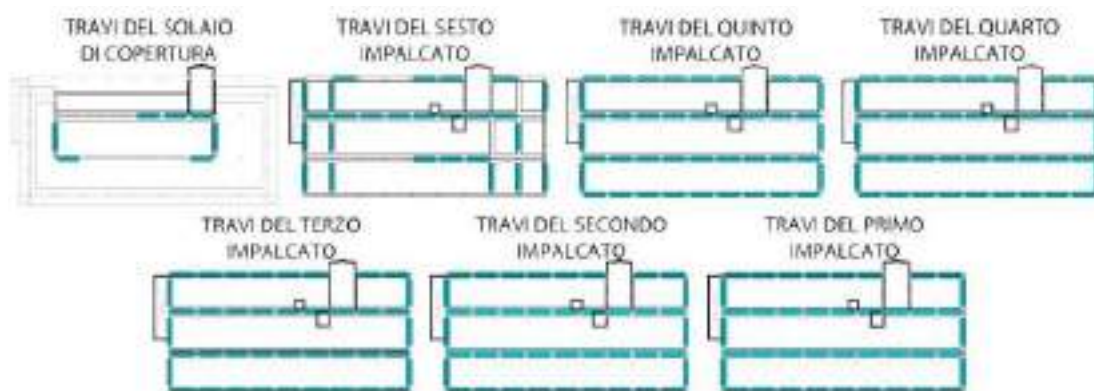 TRAVI DEL SOLAIO
DI COPERTURA
TRAVI DEL SESTO
IMPALCATO
TRAVI DEL QUINTO
IMPALCATO
TRAVI DEL QUARTO
IMPALCATO
TRAVI DEL TERZO
IMPALCATO
TRAVI DEL SECONDO
IMPALCATO
TRAVI DEL PRIMO
IMPALCATO